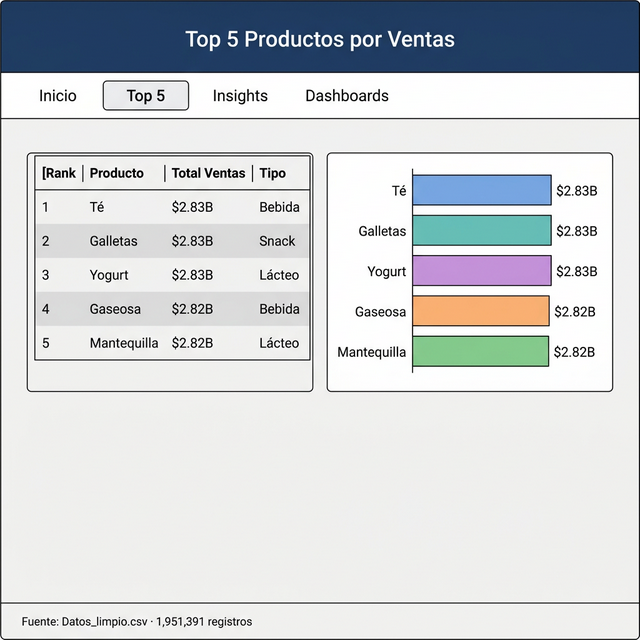 Top 5 Productos por Ventas
Inicio Top 5 Insights Dashboards
[Rank | Producto | Total Ventas | Tipo
1 Té $2.83B Bebida
2 Galletas $2.83B Snack
3 Yogurt $2.83B Lácteo
4 Gaseosa $2.82B Bebida
5 Mantequilla $2.82B Lácteo
Té $2.83B
Galletas $2.83B
Yogurt $2.83B
Gaseosa $2.82B
Mantequilla $2.82B
Fuente: Datos_limpio.csv · 1,951,391 registros